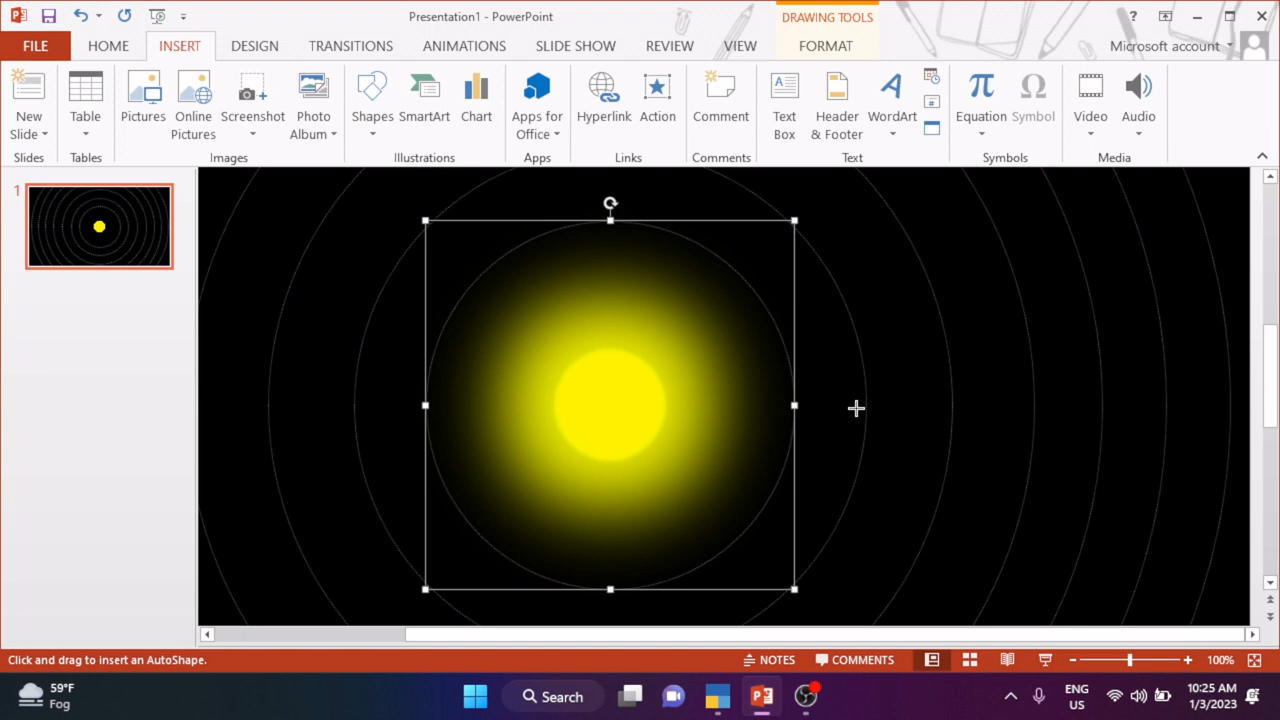 Presentation1 - PowerPoint
DRAWING TOOLS
?
FILE
HOME
INSERT
DESIGN
TRANSITIONS
ANIMATIONS
SLIDE SHOW
REVIEW
VIEW
FORMAT
Microsoft account
New
Slide
Table
Pictures
Online
Pictures
Screenshot
Photo
Album
Shapes
SmartArt
Chart
Apps for
Office
Hyperlink
Action
Comment
Text
Box
Header
& Footer
WordArt
Equation
Symbol
Video
Audio
Slides
Tables
Images
Illustrations
Apps
Links
Comments
Text
Symbols
Media
1
Click and drag to insert an AutoShape.
NOTES
COMMENTS
100%
59°F
Fog
Search
ENG
US
10:25 AM
1/3/2023